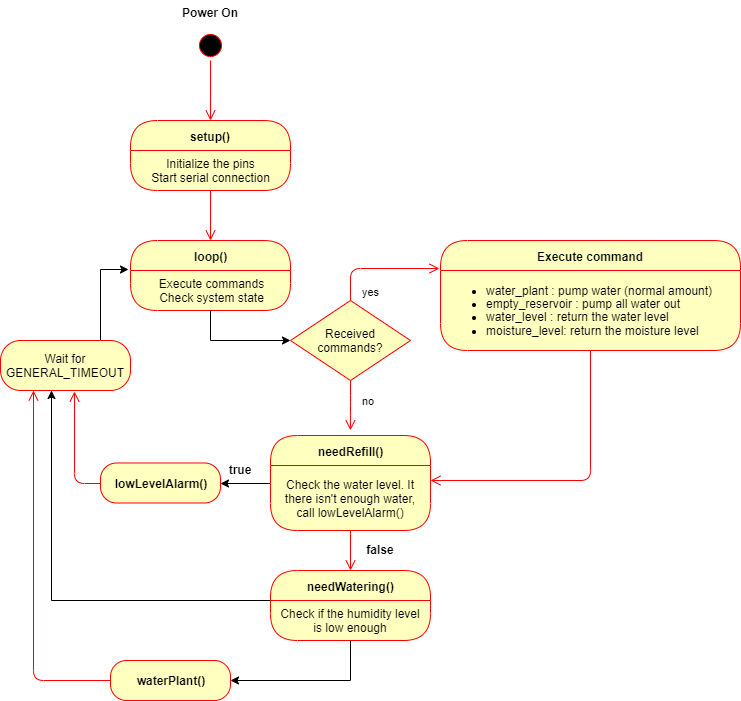 Power On
setup()
Initialize the pins
Start serial connection
loop()
Execute commands
Check system state
Execute command
water_plant : pump water (normal amount)
empty_reservoir : pump all water out
water_level : return the water level
moisture_level: return the moisture level
yes
Received
commands?
no
Wait for
GENERAL_TIMEOUT
needRefill()
Check the water level. It
there isn't enough water,
call lowLevelAlarm()
true
lowLevelAlarm()
false
needWatering()
Check if the humidity level
is low enough
waterPlant()